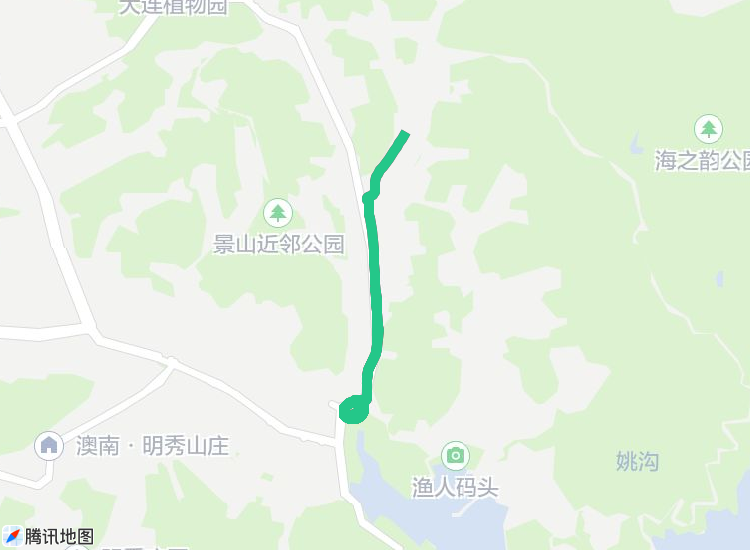 大连植物园
海之韵公园
景山近邻公园
澳南·明秀山庄
姚沟
渔人码头
腾讯地图